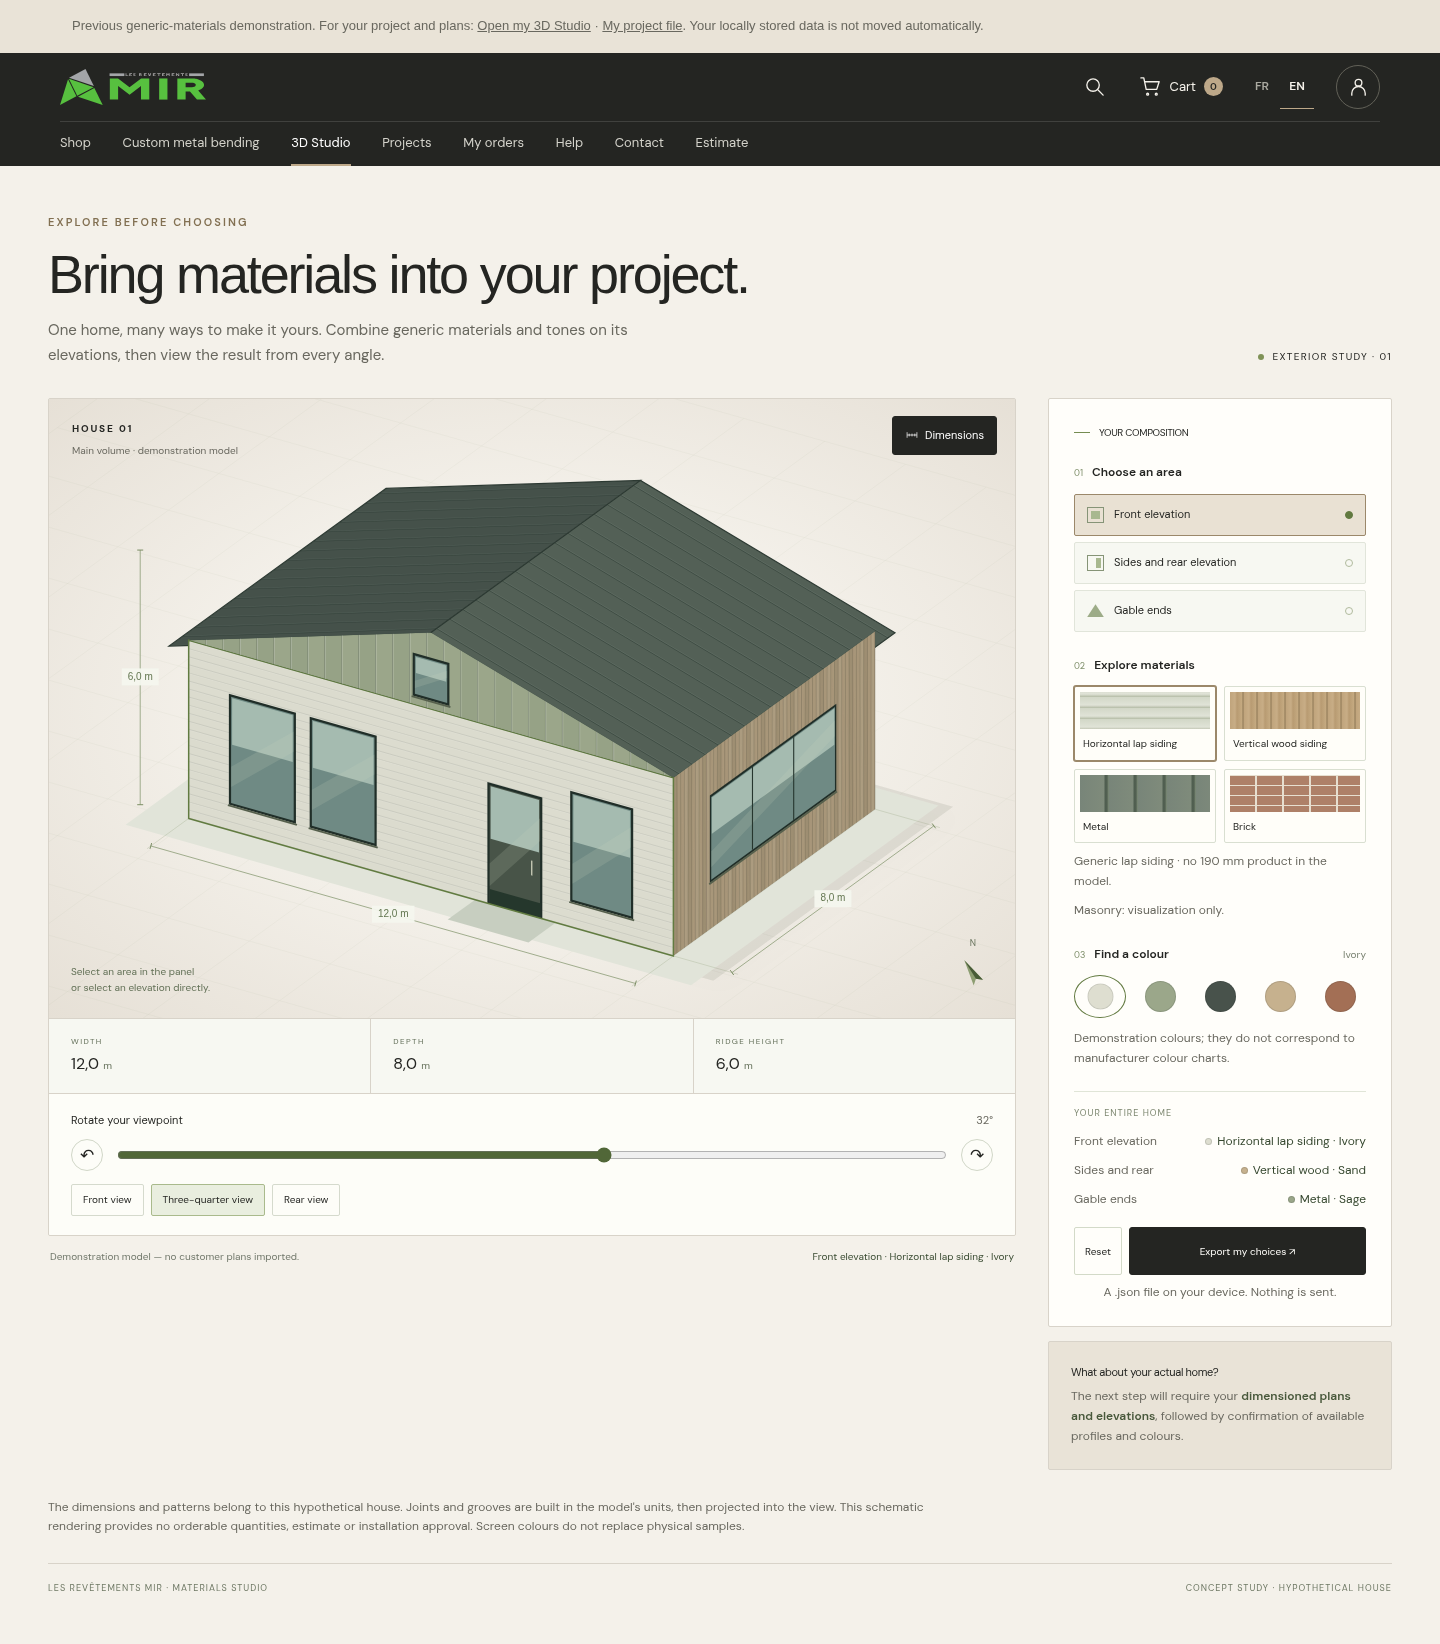 Previous generic-materials demonstration. For your project and plans: Open my 3D Studio · My project file. Your locally stored data is not moved automatically.
LES REVÊTEMENTS
MIR
Cart 0
FR EN
Shop Custom metal bending 3D Studio Projects My orders Help Contact Estimate
EXPLORE BEFORE CHOOSING
Bring materials into your project.
One home, many ways to make it yours. Combine generic materials and tones on its
elevations, then view the result from every angle.
EXTERIOR STUDY · 01
HOUSE 01
Main volume · demonstration model
Dimensions
6,0 m
12,0 m
8,0 m
N
Select an area in the panel
or select an elevation directly.
WIDTH
12,0 m
DEPTH
8,0 m
RIDGE HEIGHT
6,0 m
Rotate your viewpoint
32°
↶
↷
Front view
Three-quarter view
Rear view
Demonstration model — no customer plans imported.
Front elevation · Horizontal lap siding · Ivory
YOUR COMPOSITION
01 Choose an area
Front elevation
Sides and rear elevation
Gable ends
02 Explore materials
Horizontal lap siding
Vertical wood siding
Metal
Brick
Generic lap siding · no 190 mm product in the
model.
Masonry: visualization only.
03 Find a colour
Ivory
Demonstration colours; they do not correspond to
manufacturer colour charts.
YOUR ENTIRE HOME
Front elevation Horizontal lap siding · Ivory
Sides and rear Vertical wood · Sand
Gable ends Metal · Sage
Reset
Export my choices ↗
A .json file on your device. Nothing is sent.
What about your actual home?
The next step will require your dimensioned plans
and elevations, followed by confirmation of available
profiles and colours.
The dimensions and patterns belong to this hypothetical house. Joints and grooves are built in the model's units, then projected into the view. This schematic
rendering provides no orderable quantities, estimate or installation approval. Screen colours do not replace physical samples.
LES REVÊTEMENTS MIR · MATERIALS STUDIO
CONCEPT STUDY · HYPOTHETICAL HOUSE